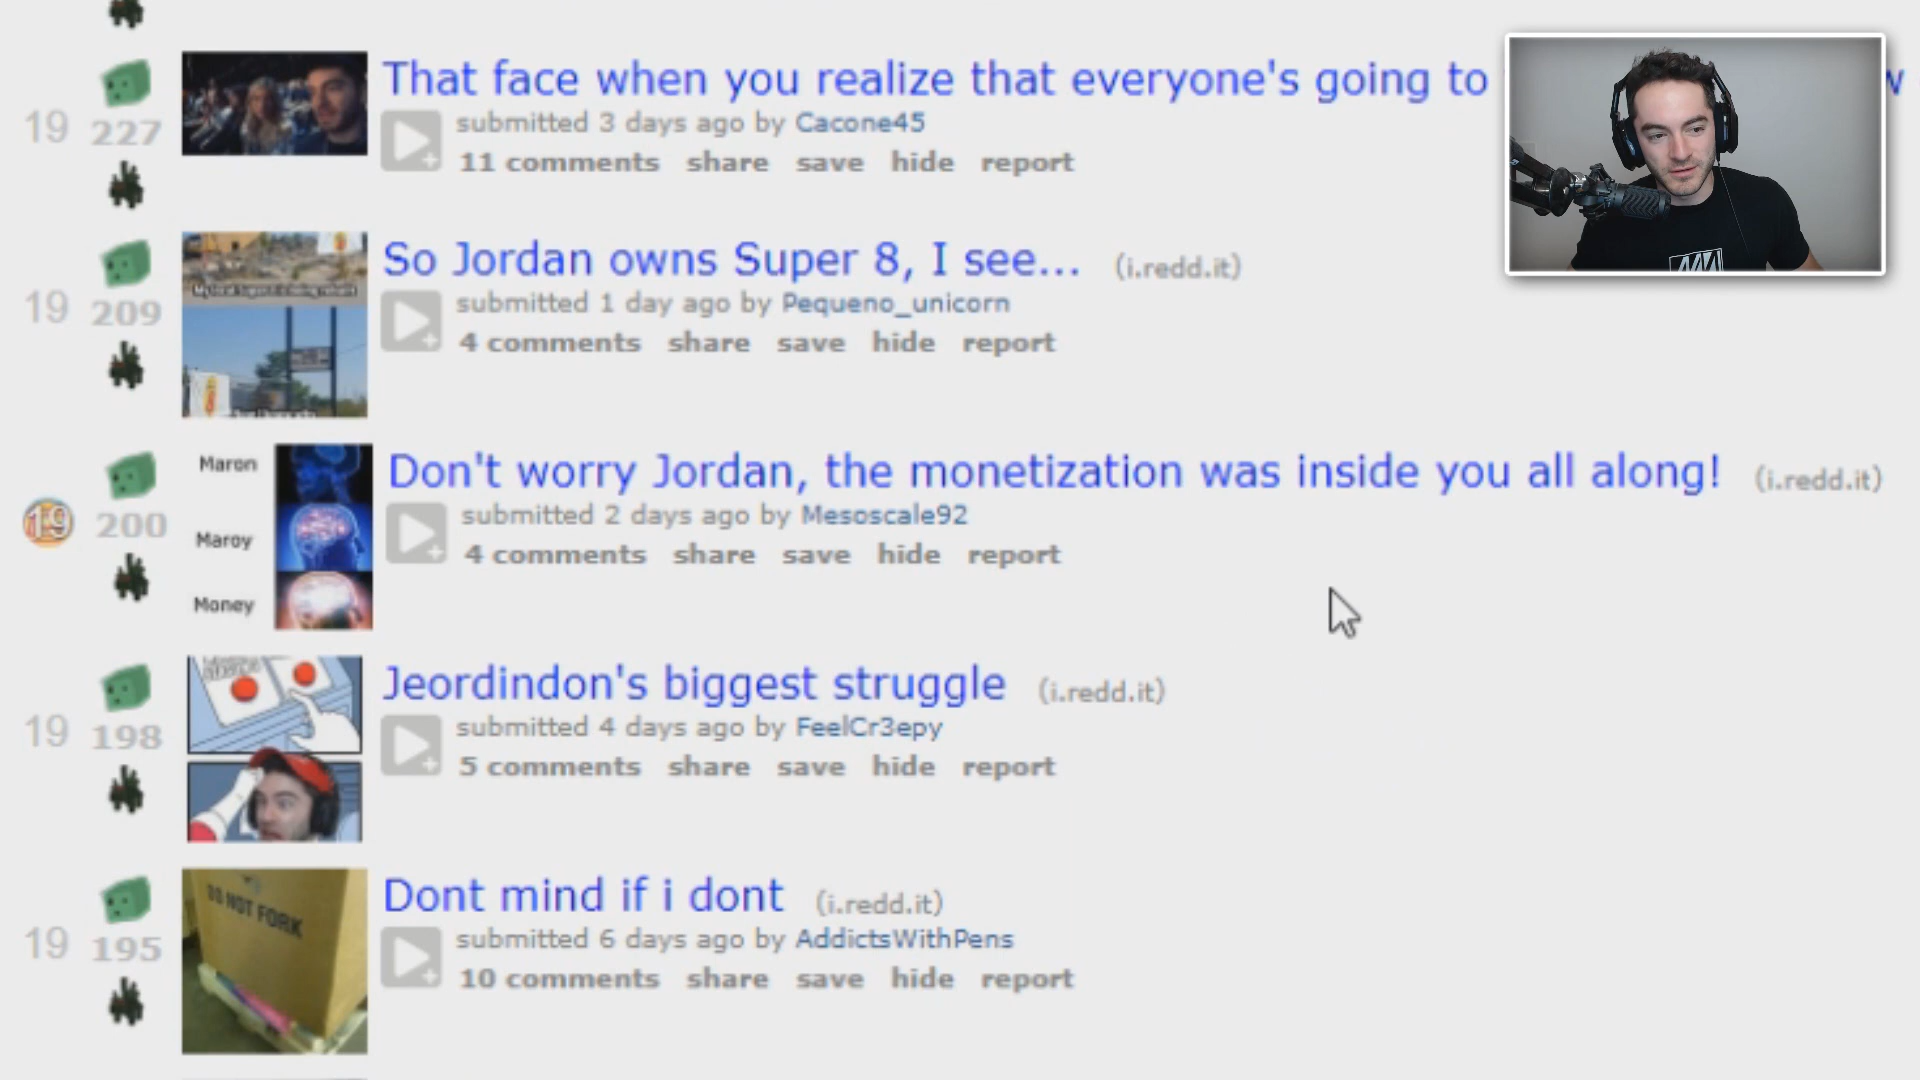 That face when you realize that everyone's going to
19
227
submitted 3 days ago by Cacone45
11 comments share save hide report
So Jordan owns Super 8, I see... (i.redd.it)
19
209
submitted 1 day ago by Pequeno_unicorn
4 comments share save hide report
Maron
Maroy
Money
Don't worry Jordan, the monetization was inside you all along! (i.redd.it)
19
200
submitted 2 days ago by Mesoscale92
4 comments share save hide report
Jeordindon's biggest struggle (i.redd.it)
19
198
submitted 4 days ago by FeelCr3epy
5 comments share save hide report
DO NOT FORK
Dont mind if i dont (i.redd.it)
19
195
submitted 6 days ago by AddictsWithPens
10 comments share save hide report